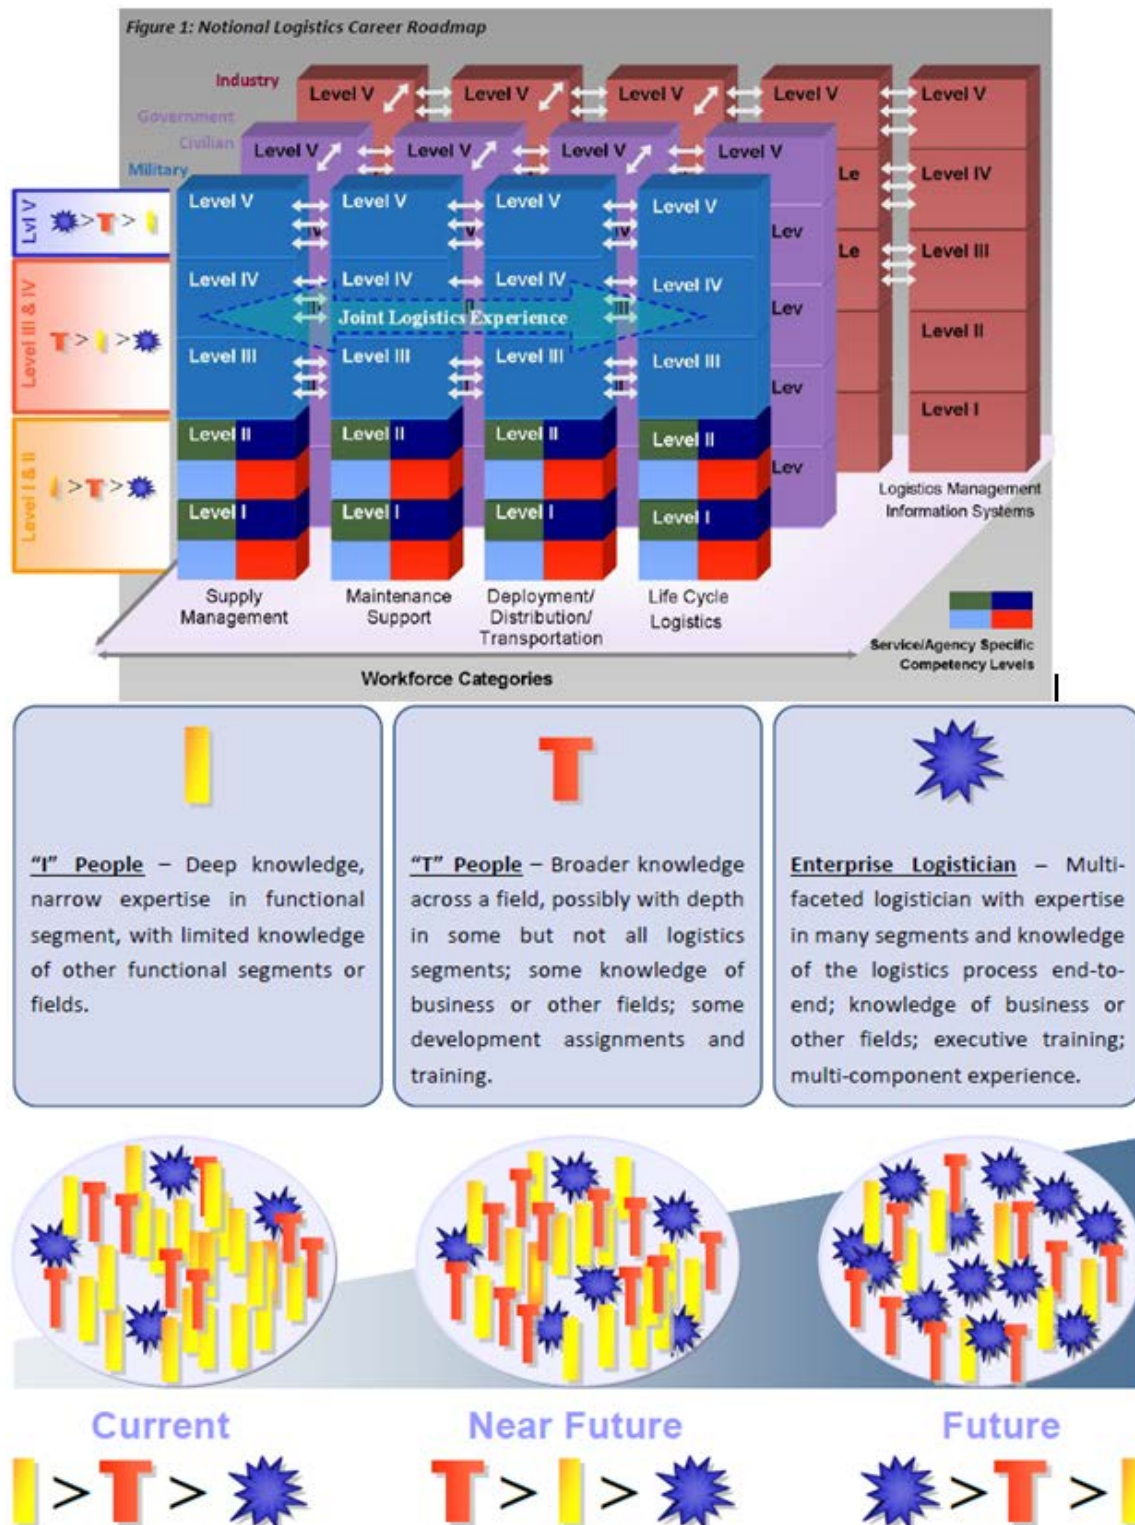 Figure 1: Notional Logistics Career Roadmap
Industry
Level V
Level V
Level V
Level V
Level V
Government
Civilian
Level V
Level V
Level V
Level V
Le
Level IV
Military
Level V
Level V
Level V
Level V
Lvl V
> T >
Lev
Le
Level III
Level IV
Level IV
Level IV
Level IV
Joint Logistics Experience
Level III & IV
T > >
Lev
Level II
Level III
Level III
Level III
Level III
Lev
Level I
Level II
Level II
Level II
Level II
Lev
Level I & II
> T >
Logistics Management
Information Systems
Level I
Level I
Level I
Level I
Supply
Management
Maintenance
Support
Deployment/
Distribution/
Transportation
Life Cycle
Logistics
Service/Agency Specific
Competency Levels
Workforce Categories
"I" People – Deep knowledge,
narrow expertise in functional
segment, with limited knowledge
of other functional segments or
fields.
T
"T" People – Broader knowledge
across a field, possibly with depth
in some but not all logistics
segments; some knowledge of
business or other fields; some
development assignments and
training.
Enterprise Logistician – Multi-
faceted logistician with expertise
in many segments and knowledge
of the logistics process end-to-
end; knowledge of business or
other fields; executive training;
multi-component experience.
Current
Near Future
Future
> T >
T > >
> T >